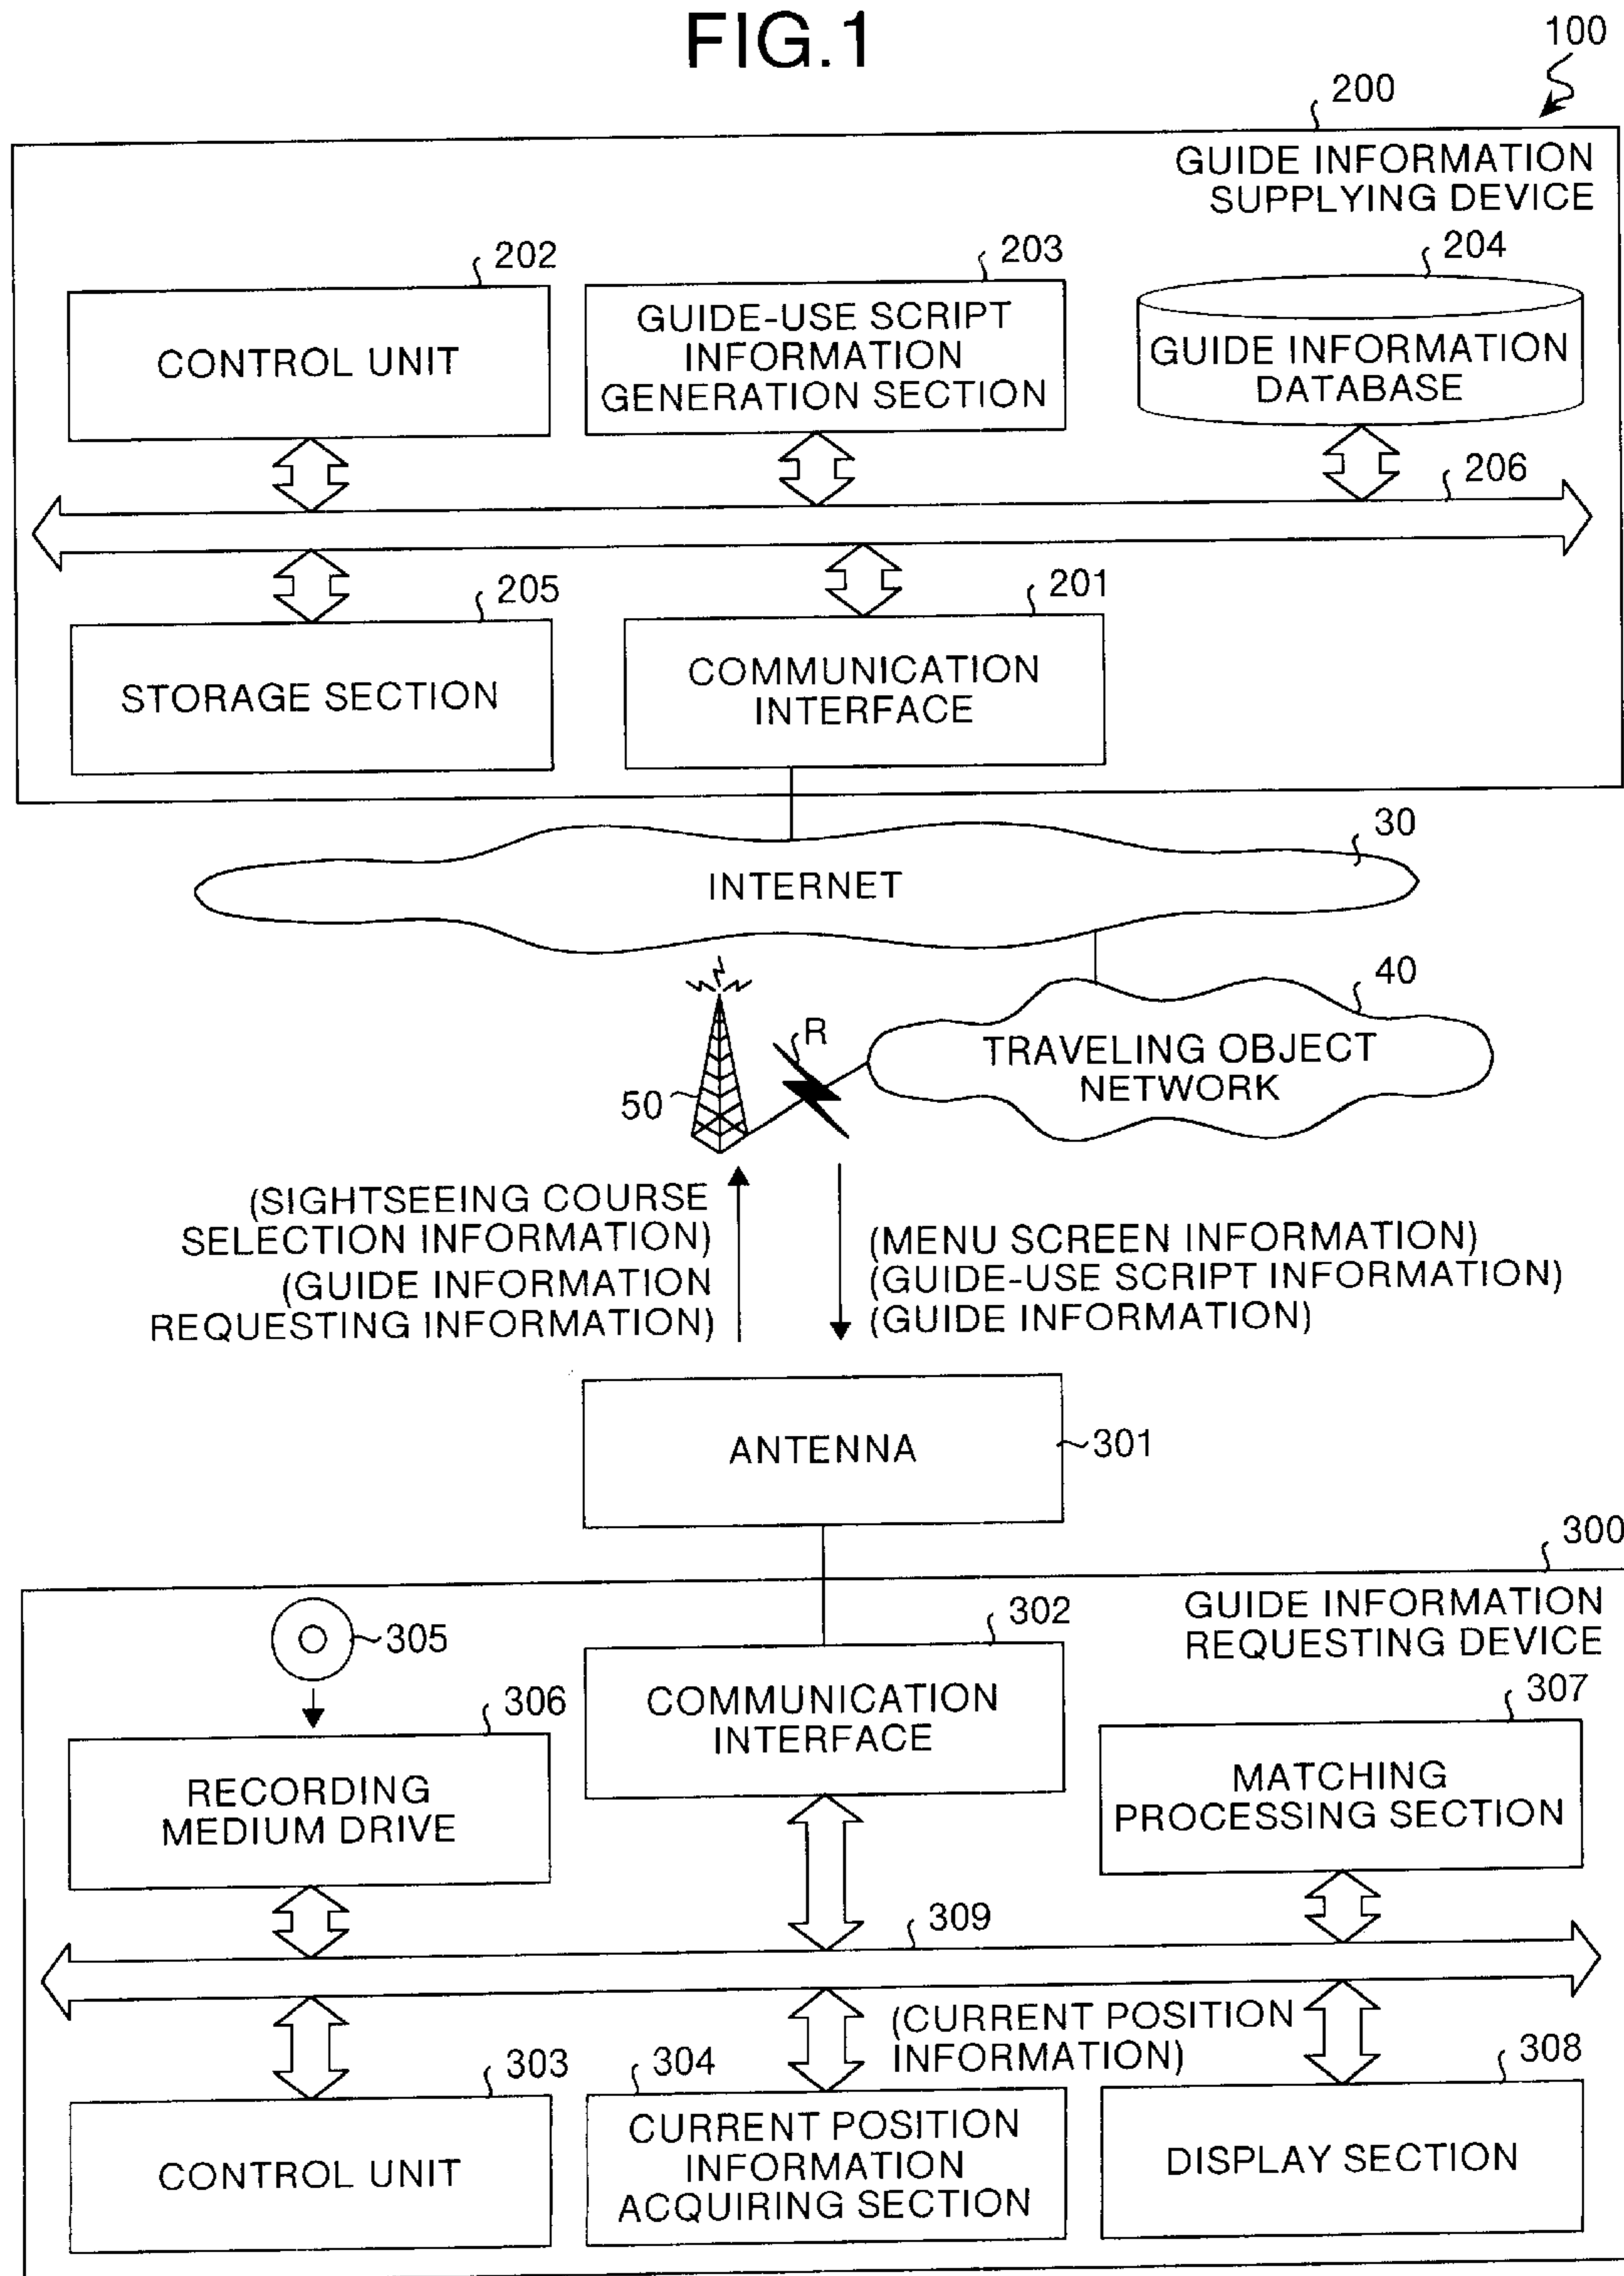 FIG.1
100
200
GUIDE INFORMATION
SUPPLYING DEVICE
202
203
204
CONTROL UNIT
GUIDE-USE SCRIPT
INFORMATION
GENERATION SECTION
GUIDE INFORMATION
DATABASE
206
205
201
STORAGE SECTION
COMMUNICATION
INTERFACE
30
INTERNET
40
R
TRAVELING OBJECT
NETWORK
50
(SIGHTSEEING COURSE
SELECTION INFORMATION)
(GUIDE INFORMATION
REQUESTING INFORMATION)
(MENU SCREEN INFORMATION)
(GUIDE-USE SCRIPT INFORMATION)
(GUIDE INFORMATION)
ANTENNA
301
300
GUIDE INFORMATION
REQUESTING DEVICE
305
302
306
COMMUNICATION
INTERFACE
307
RECORDING
MEDIUM DRIVE
MATCHING
PROCESSING SECTION
309
(CURRENT POSITION
INFORMATION)
303
304
308
CONTROL UNIT
CURRENT POSITION
INFORMATION
ACQUIRING SECTION
DISPLAY SECTION